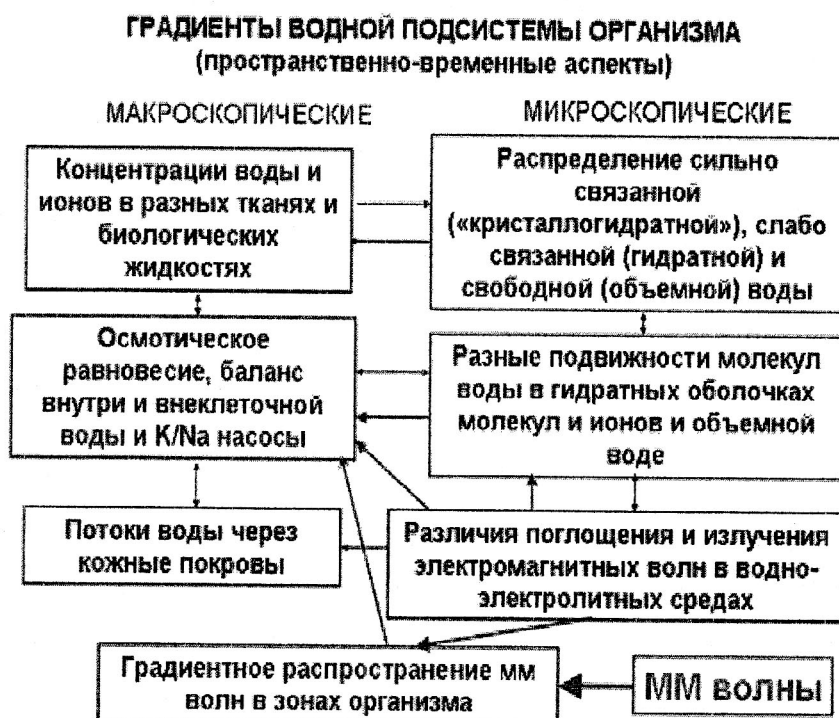 ГРАДИЕНТЫ ВОДНОЙ ПОДСИСТЕМЫ ОРГАНИЗМА
(пространственно-временные аспекты)
МАКРОСКОПИЧЕСКИЕ
МИКРОСКОПИЧЕСКИЕ
Концентрации воды и
ионов в разных тканях и
биологических
жидкостях
Распределение сильно
связанной
(«кристаллогидратной»), слабо
связанной (гидратной) и
свободной (объемной) воды
Осмотическое
равновесие, баланс
внутри и внеклеточной
воды и K/Na насосы
Разные подвижности молекул
воды в гидратных оболочках
молекул и ионов и объемной
воде
Потоки воды через
кожные покровы
Различия поглощения и излучения
электромагнитных волн в водно-
электролитных средах
Градиентное распространение мм
волн в зонах организма
ММ волны